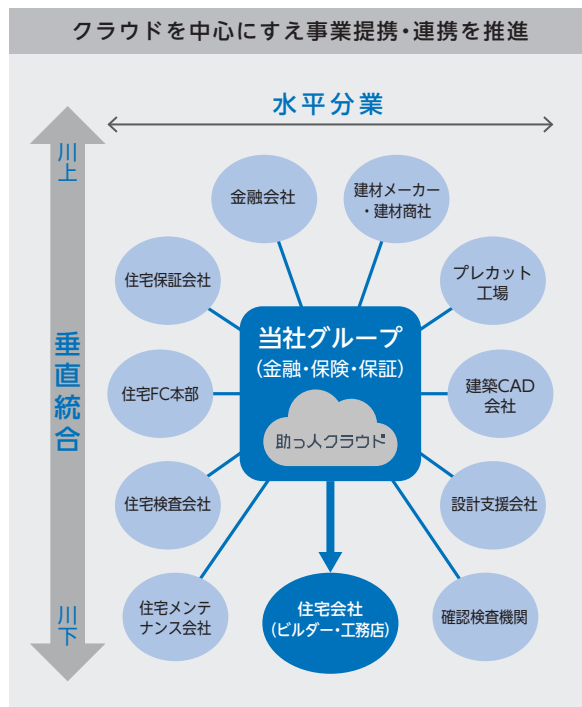 クラウドを中心にすえ事業提携・連携を推進
水平分業
川上
垂直統合
川下
金融会社
建材メーカー
・建材商社
住宅保証会社
プレカット
工場
当社グループ
(金融・保険・保証)
助っ人クラウド
住宅FC本部
建築CAD
会社
住宅検査会社
設計支援会社
住宅メンテ
ナンス会社
住宅会社
(ビルダー・工務店)
確認検査機関